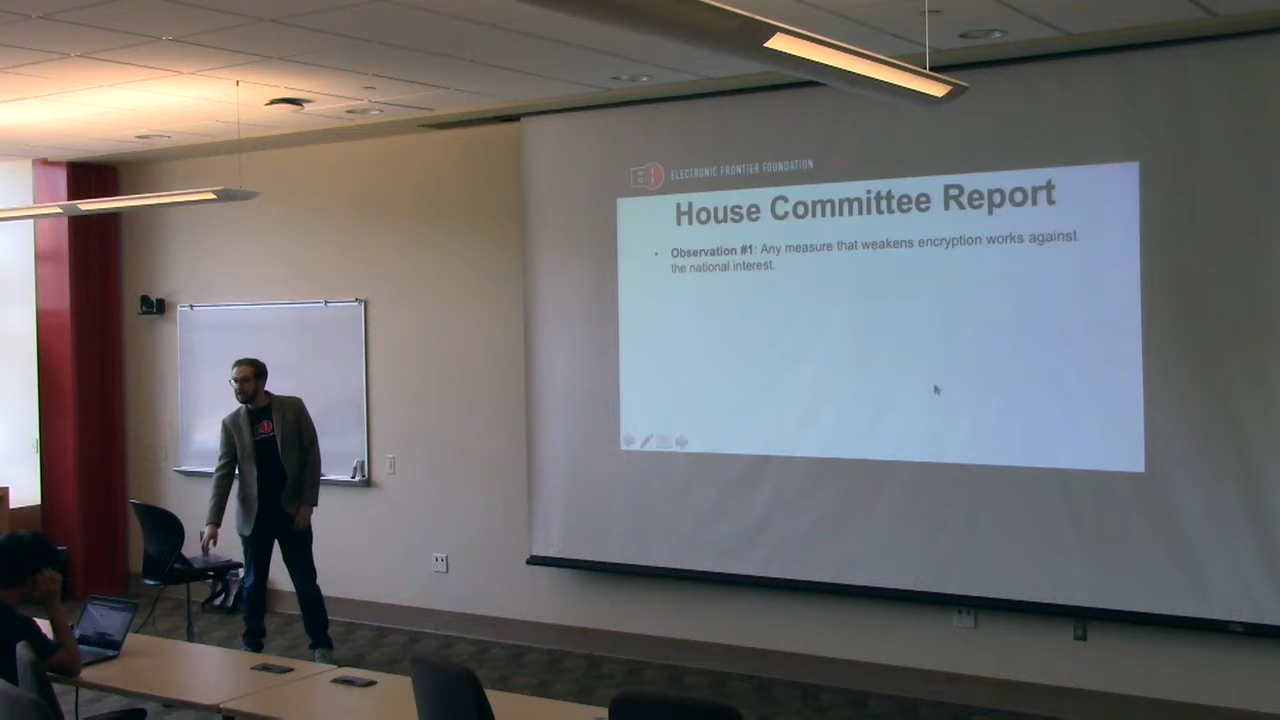 ELECTRONIC FRONTIER FOUNDATION
House Committee Report
• Observation #1: Any measure that weakens encryption works against
the national interest.